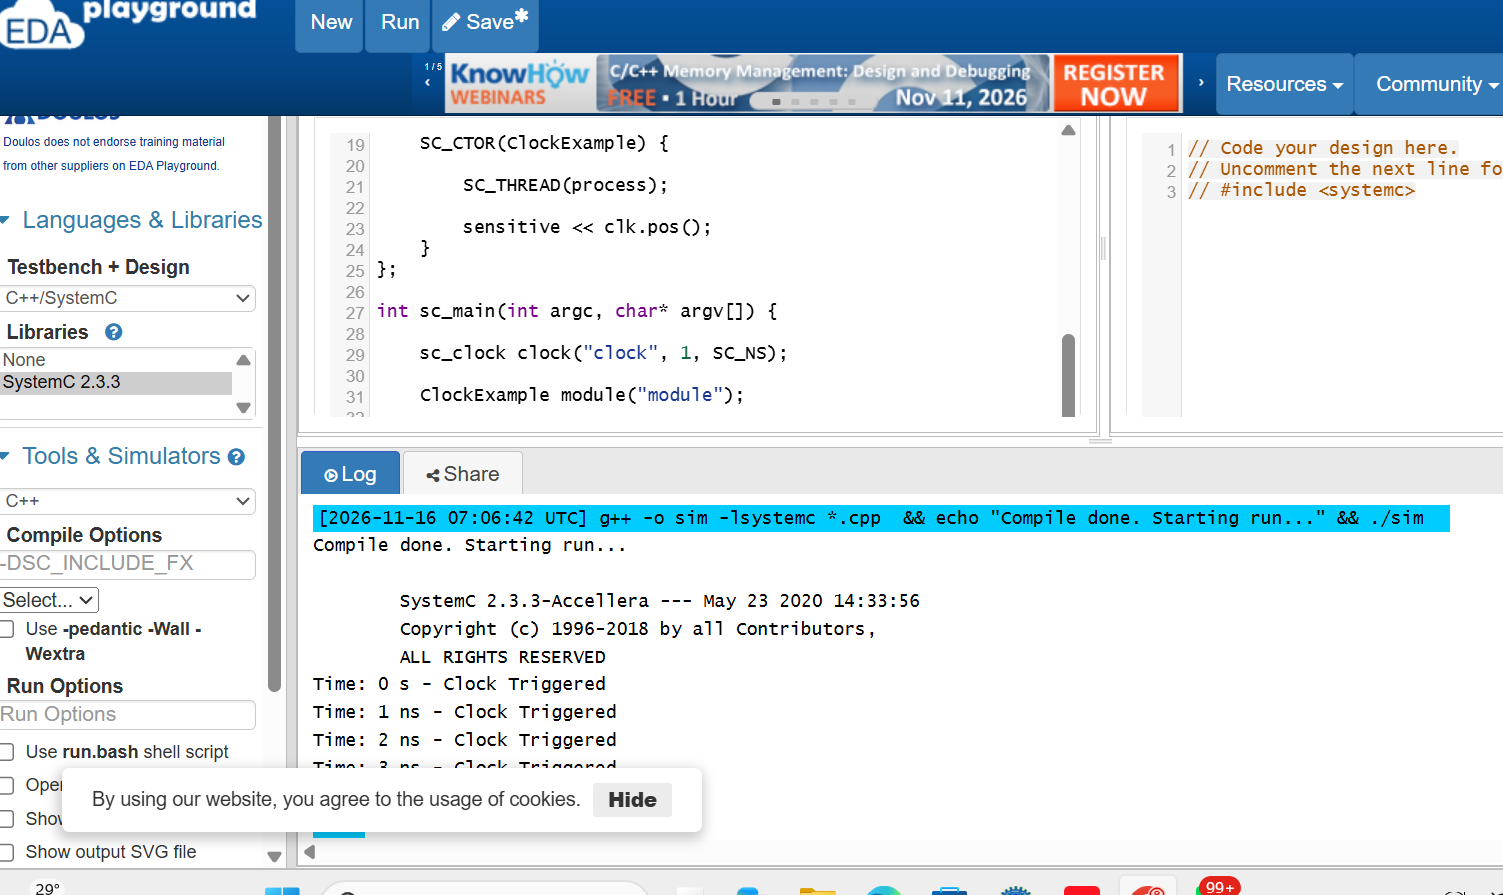 playground
EDA
New
Run
Save*
1 / 5
‹
KnowHow
WEBINARS
C/C++ Memory Management: Design and Debugging
FREE • 1 Hour
Nov 11, 2026
REGISTER
NOW
›
Resources
Community
DOULOS
Doulos does not endorse training material
from other suppliers on EDA Playground.
Languages & Libraries
Testbench + Design
C++/SystemC
Libraries ?
None
SystemC 2.3.3
Tools & Simulators ?
C++
Compile Options
-DSC_INCLUDE_FX
Select...
Use -pedantic -Wall -
Wextra
Run Options
Run Options
Use run.bash shell script
Oper
Show
Show output SVG file
19 SC_CTOR(ClockExample) {
20
21 SC_THREAD(process);
22
23 sensitive << clk.pos();
24 }
25 };
26
27 int sc_main(int argc, char* argv[]) {
28
29 sc_clock clock("clock", 1, SC_NS);
30
31 ClockExample module("module");
32
1 // Code your design here.
2 // Uncomment the next line fo
3 // #include <systemc>
Log
Share
[2026-11-16 07:06:42 UTC] g++ -o sim -lsystemc *.cpp && echo "Compile done. Starting run..." && ./sim
Compile done. Starting run...
SystemC 2.3.3-Accellera --- May 23 2020 14:33:56
Copyright (c) 1996-2018 by all Contributors,
ALL RIGHTS RESERVED
Time: 0 s - Clock Triggered
Time: 1 ns - Clock Triggered
Time: 2 ns - Clock Triggered
Time: 3 ns - Clock Triggered
By using our website, you agree to the usage of cookies.
Hide
29°
99+